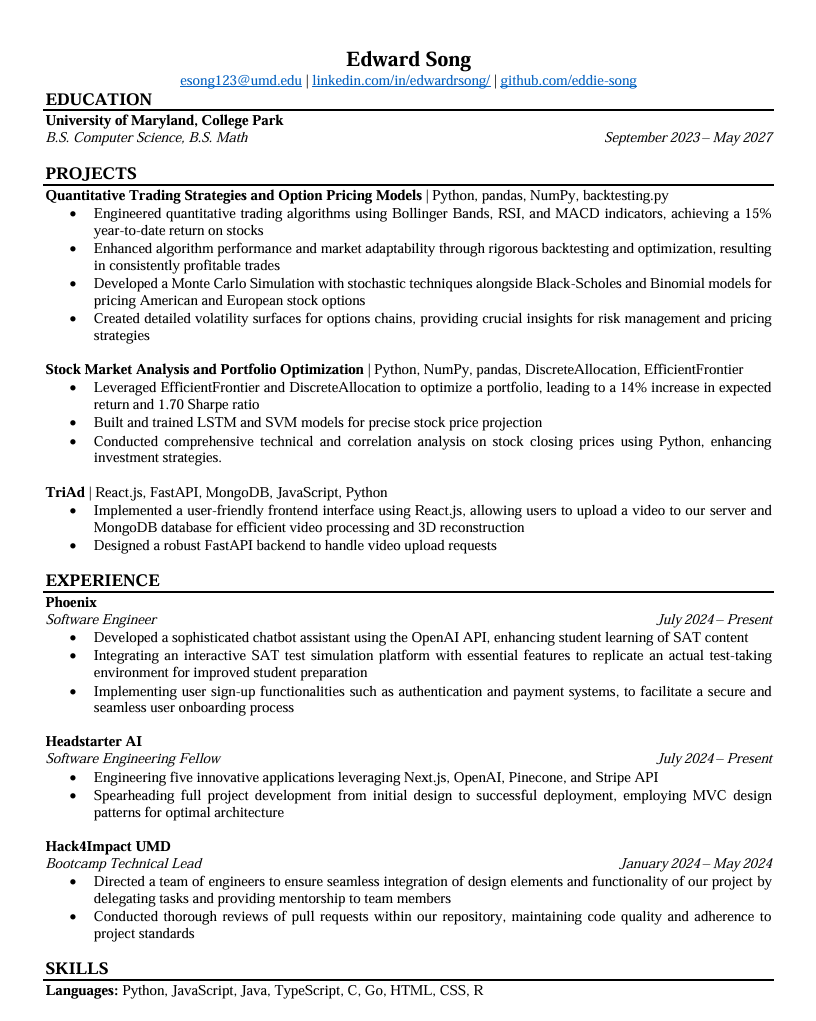 Edward Song
esong123@umd.edu | linkedin.com/in/edwardrsong/ | github.com/eddie-song
EDUCATION
University of Maryland, College Park
B.S. Computer Science, B.S. Math September 2023 – May 2027
PROJECTS
Quantitative Trading Strategies and Option Pricing Models | Python, pandas, NumPy, backtesting.py
• Engineered quantitative trading algorithms using Bollinger Bands, RSI, and MACD indicators, achieving a 15%
year-to-date return on stocks
• Enhanced algorithm performance and market adaptability through rigorous backtesting and optimization, resulting
in consistently profitable trades
• Developed a Monte Carlo Simulation with stochastic techniques alongside Black-Scholes and Binomial models for
pricing American and European stock options
• Created detailed volatility surfaces for options chains, providing crucial insights for risk management and pricing
strategies
Stock Market Analysis and Portfolio Optimization | Python, NumPy, pandas, DiscreteAllocation, EfficientFrontier
• Leveraged EfficientFrontier and DiscreteAllocation to optimize a portfolio, leading to a 14% increase in expected
return and 1.70 Sharpe ratio
• Built and trained LSTM and SVM models for precise stock price projection
• Conducted comprehensive technical and correlation analysis on stock closing prices using Python, enhancing
investment strategies.
TriAd | React.js, FastAPI, MongoDB, JavaScript, Python
• Implemented a user-friendly frontend interface using React.js, allowing users to upload a video to our server and
MongoDB database for efficient video processing and 3D reconstruction
• Designed a robust FastAPI backend to handle video upload requests
EXPERIENCE
Phoenix
Software Engineer July 2024 – Present
• Developed a sophisticated chatbot assistant using the OpenAI API, enhancing student learning of SAT content
• Integrating an interactive SAT test simulation platform with essential features to replicate an actual test-taking
environment for improved student preparation
• Implementing user sign-up functionalities such as authentication and payment systems, to facilitate a secure and
seamless user onboarding process
Headstarter AI
Software Engineering Fellow July 2024 – Present
• Engineering five innovative applications leveraging Next.js, OpenAI, Pinecone, and Stripe API
• Spearheading full project development from initial design to successful deployment, employing MVC design
patterns for optimal architecture
Hack4Impact UMD
Bootcamp Technical Lead January 2024 – May 2024
• Directed a team of engineers to ensure seamless integration of design elements and functionality of our project by
delegating tasks and providing mentorship to team members
• Conducted thorough reviews of pull requests within our repository, maintaining code quality and adherence to
project standards
SKILLS
Languages: Python, JavaScript, Java, TypeScript, C, Go, HTML, CSS, R